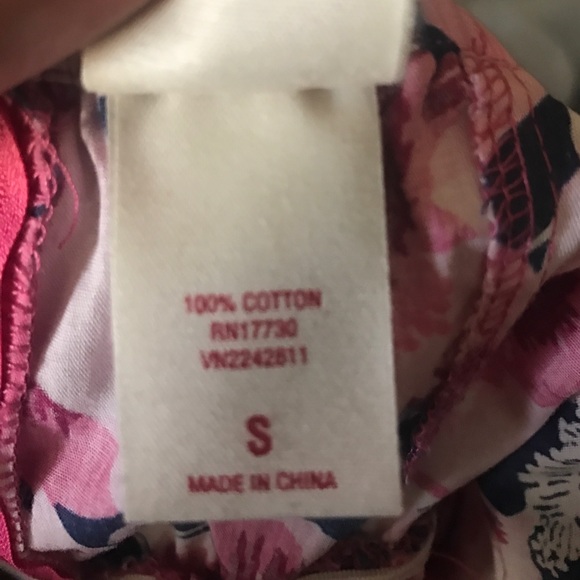 100% COTTON
RN17730
VN2242811
S
MADE IN CHINA